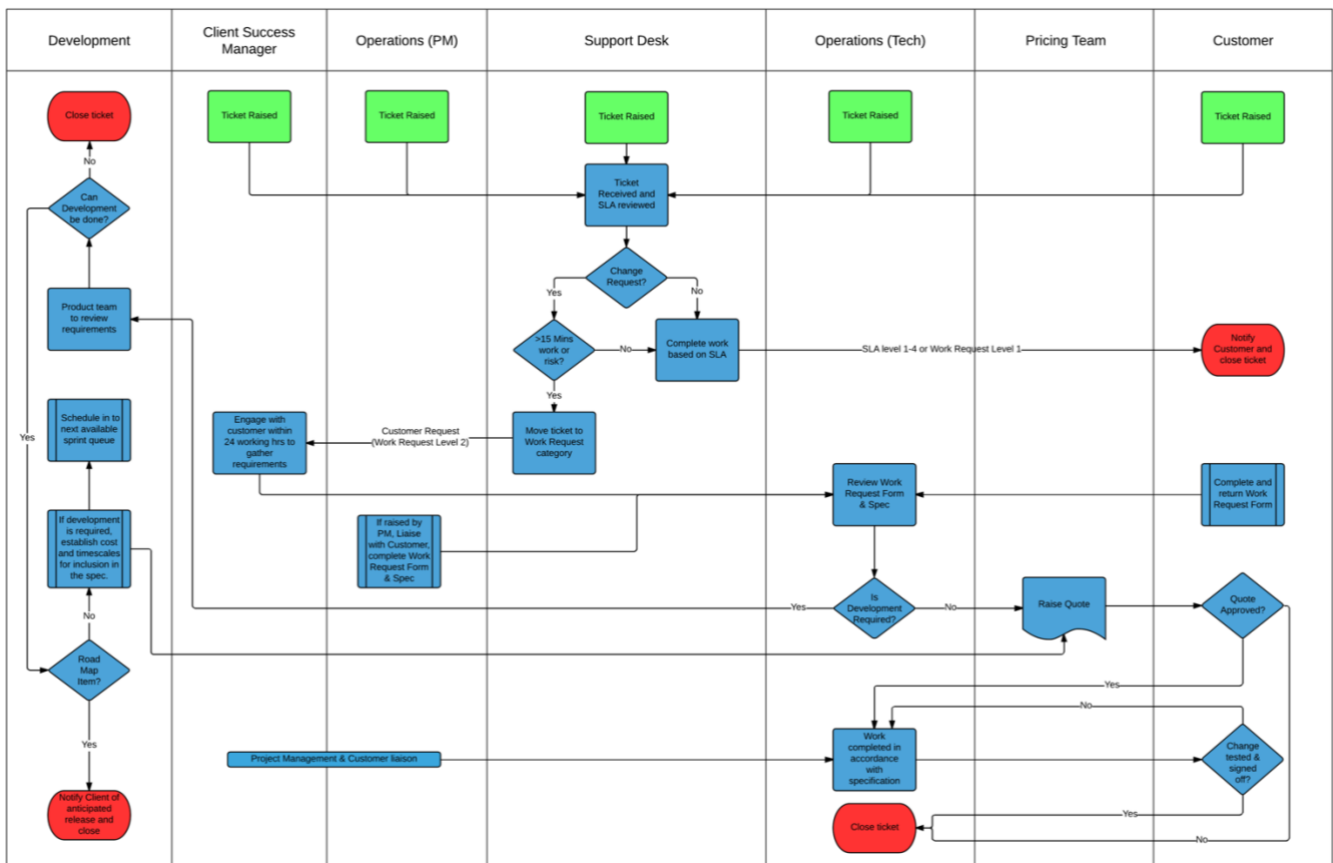 Development
Client Success
Manager
Operations (PM)
Support Desk
Operations (Tech)
Pricing Team
Customer
Close ticket
Ticket Raised
Ticket Raised
Ticket Raised
Ticket Raised
Ticket Raised
No
Can
Development
be done?
Ticket
Received and
SLA reviewed
Change
Request?
Yes
No
Product team
to review
requirements
>15 Mins
work or
risk?
No
Complete work
based on SLA
SLA level 1-4 or Work Request Level 1
Notify
Customer and
close ticket
Yes
Schedule in to
next available
sprint queue
Yes
Engage with
customer within
24 working hrs to
gather
requirements
Customer Request
(Work Request Level 2)
Move ticket to
Work Request
category
Review Work
Request Form
& Spec
Complete and
return Work
Request Form
If development
is required,
establish cost
and timescales
for inclusion in
the spec.
If raised by
PM, Liaise
with Customer,
complete Work
Request Form
& Spec
No
Yes
Is
Development
Required?
No
Raise Quote
Quote
Approved?
Road
Map
Item?
Yes
No
Yes
Project Management & Customer liaison
Work
completed in
accordance
with
specification
Change
tested &
signed
off?
Notify Client of
anticipated
release and
close
Close ticket
Yes
No